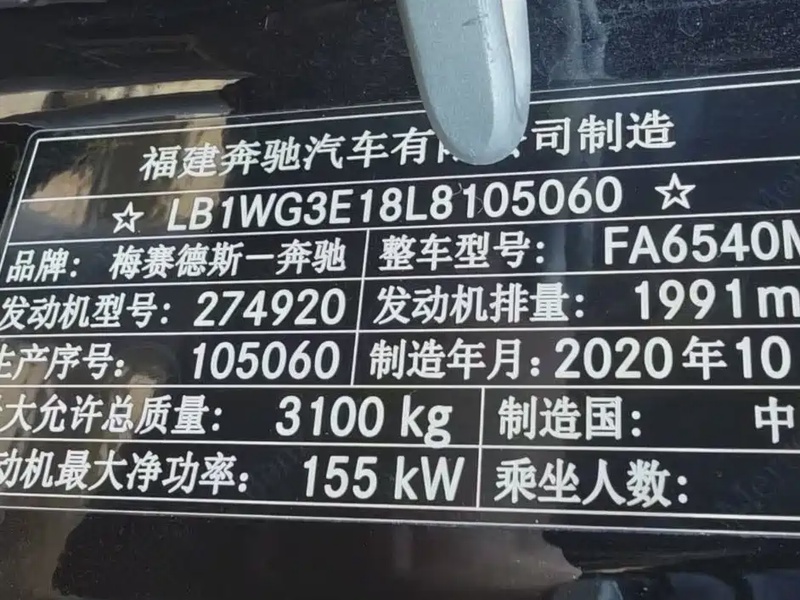 福建奔驰汽车有 司制造
☆ LB1WG3E18L8105060 ☆
品牌: 梅赛德斯－奔驰 整车型号: FA6540
发动机型号: 274920 发动机排量: 1991m
产序号: 105060 制造年月: 2020年10
大允许总质量: 3100 kg 制造国: 中
动机最大净功率: 155 kW 乘坐人数: